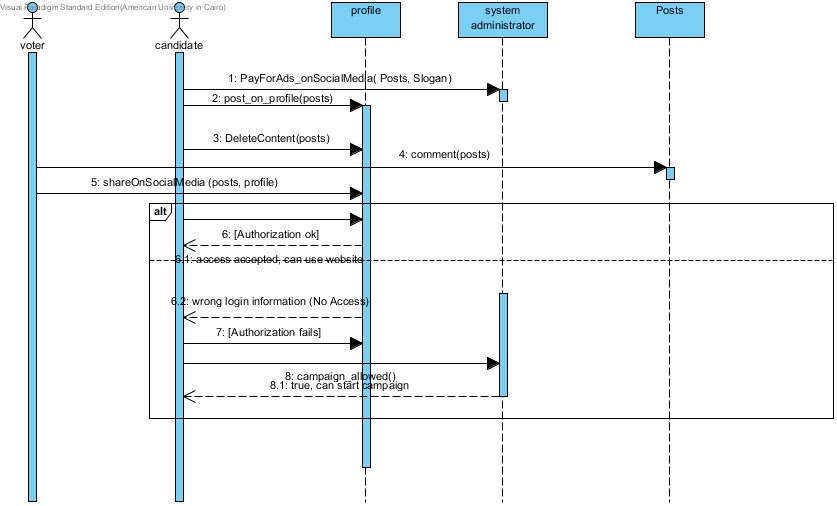 Visual Paradigm Standard Edition(American University in Cairo)
voter
candidate
profile
system
administrator
Posts
1: PayForAds_onSocialMedia( Posts, Slogan)
2: post_on_profile(posts)
3: DeleteContent(posts)
4: comment(posts)
5: shareOnSocialMedia (posts, profile)
alt
6: [Authorization ok]
6.1: access accepted, can use website
6.2: wrong login information (No Access)
7: [Authorization fails]
8: campaign_allowed()
8.1: true, can start campaign